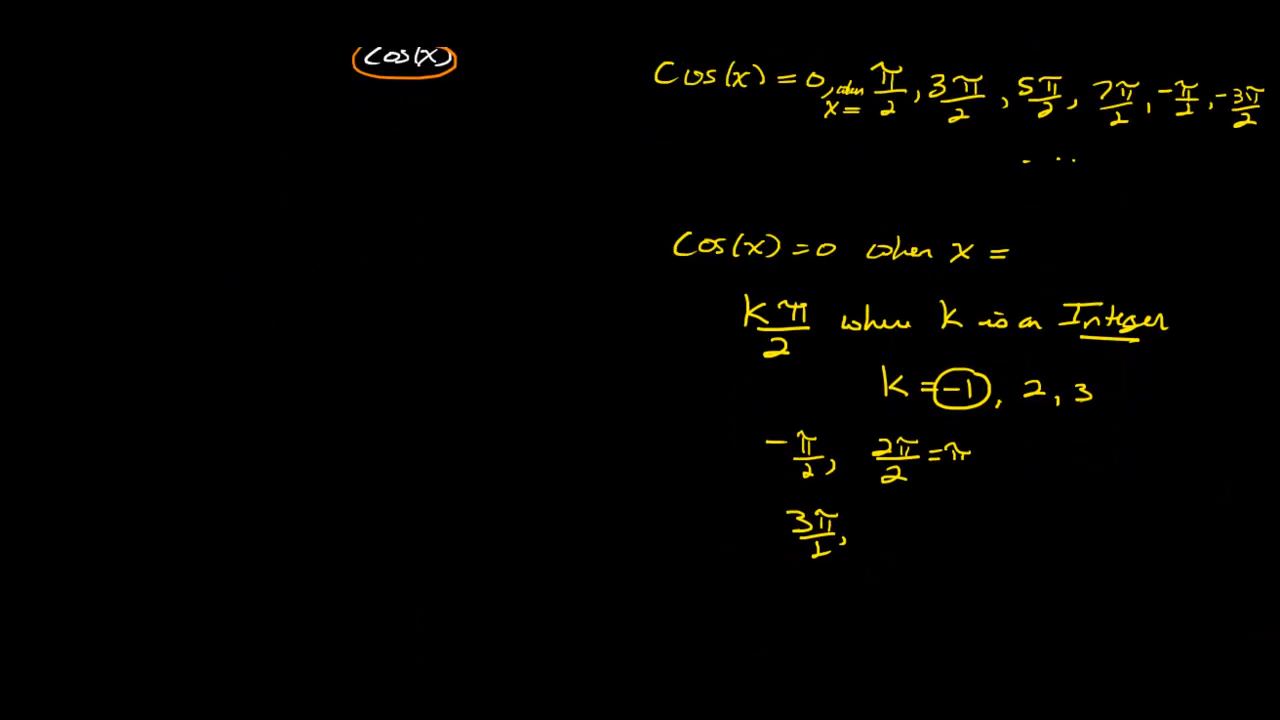 Cos(x)
Cos(x) = 0, when x = π/2, 3π/2, 5π/2, 7π/2, -π/2, -3π/2
- ...
Cos(x) = 0 when x =
kπ/2 where k is an Integer
k = -1, 2, 3
-π/2, 2π/2 = π
3π/2,